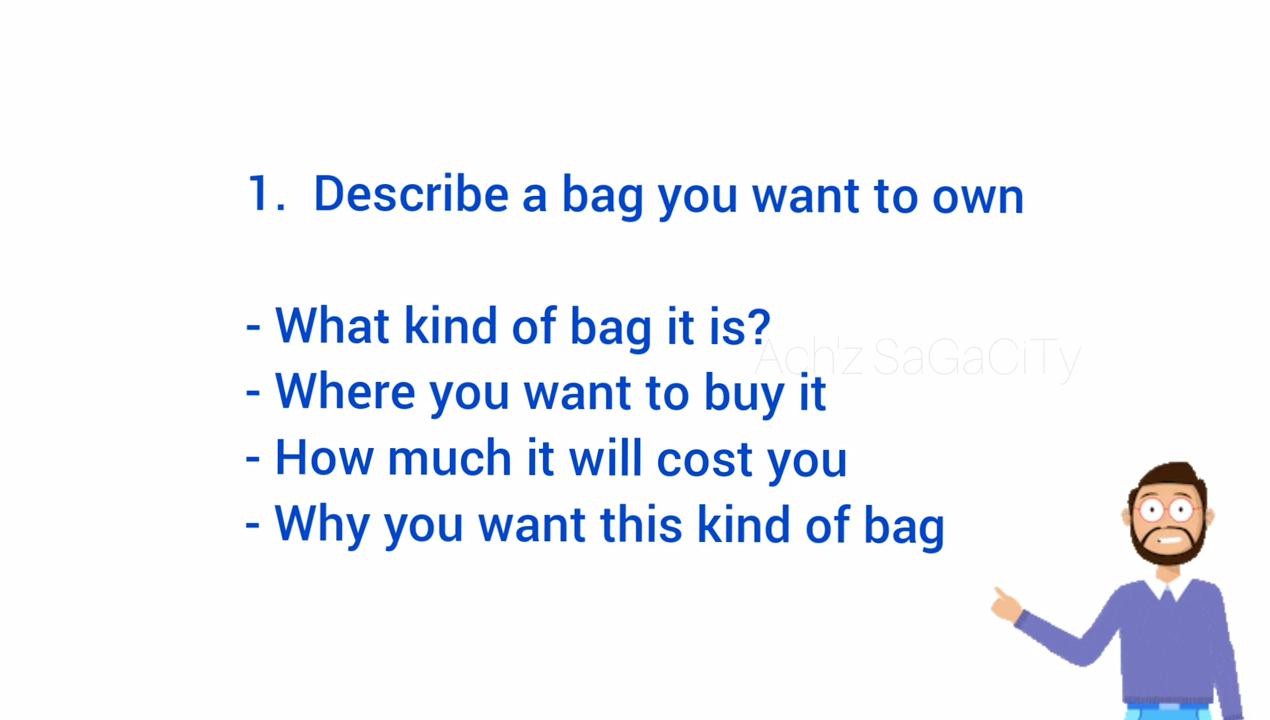 1. Describe a bag you want to own
- What kind of bag it is?
Ach'z SaGaCiTy
- Where you want to buy it
- How much it will cost you
- Why you want this kind of bag